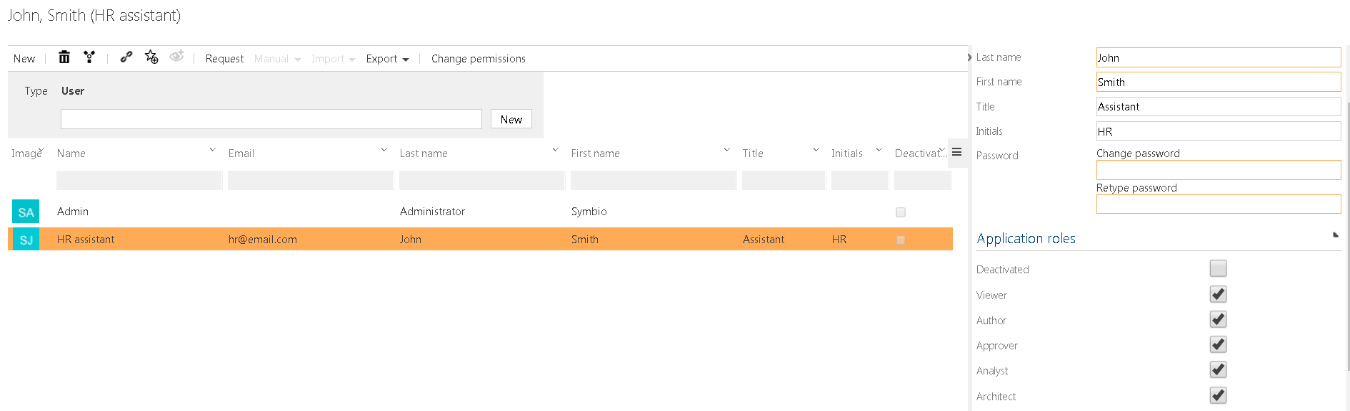 John, Smith (HR assistant)
New Request Manual Import Export Change permissions
Type User
New
Image Name Email Last name First name Title Initials Deactivat...
SA Admin Administrator Symbio
SJ HR assistant hr@email.com John Smith Assistant HR
Last name John
First name Smith
Title Assistant
Initials HR
Password Change password
Retype password
Application roles
Deactivated
Viewer
Author
Approver
Analyst
Architect